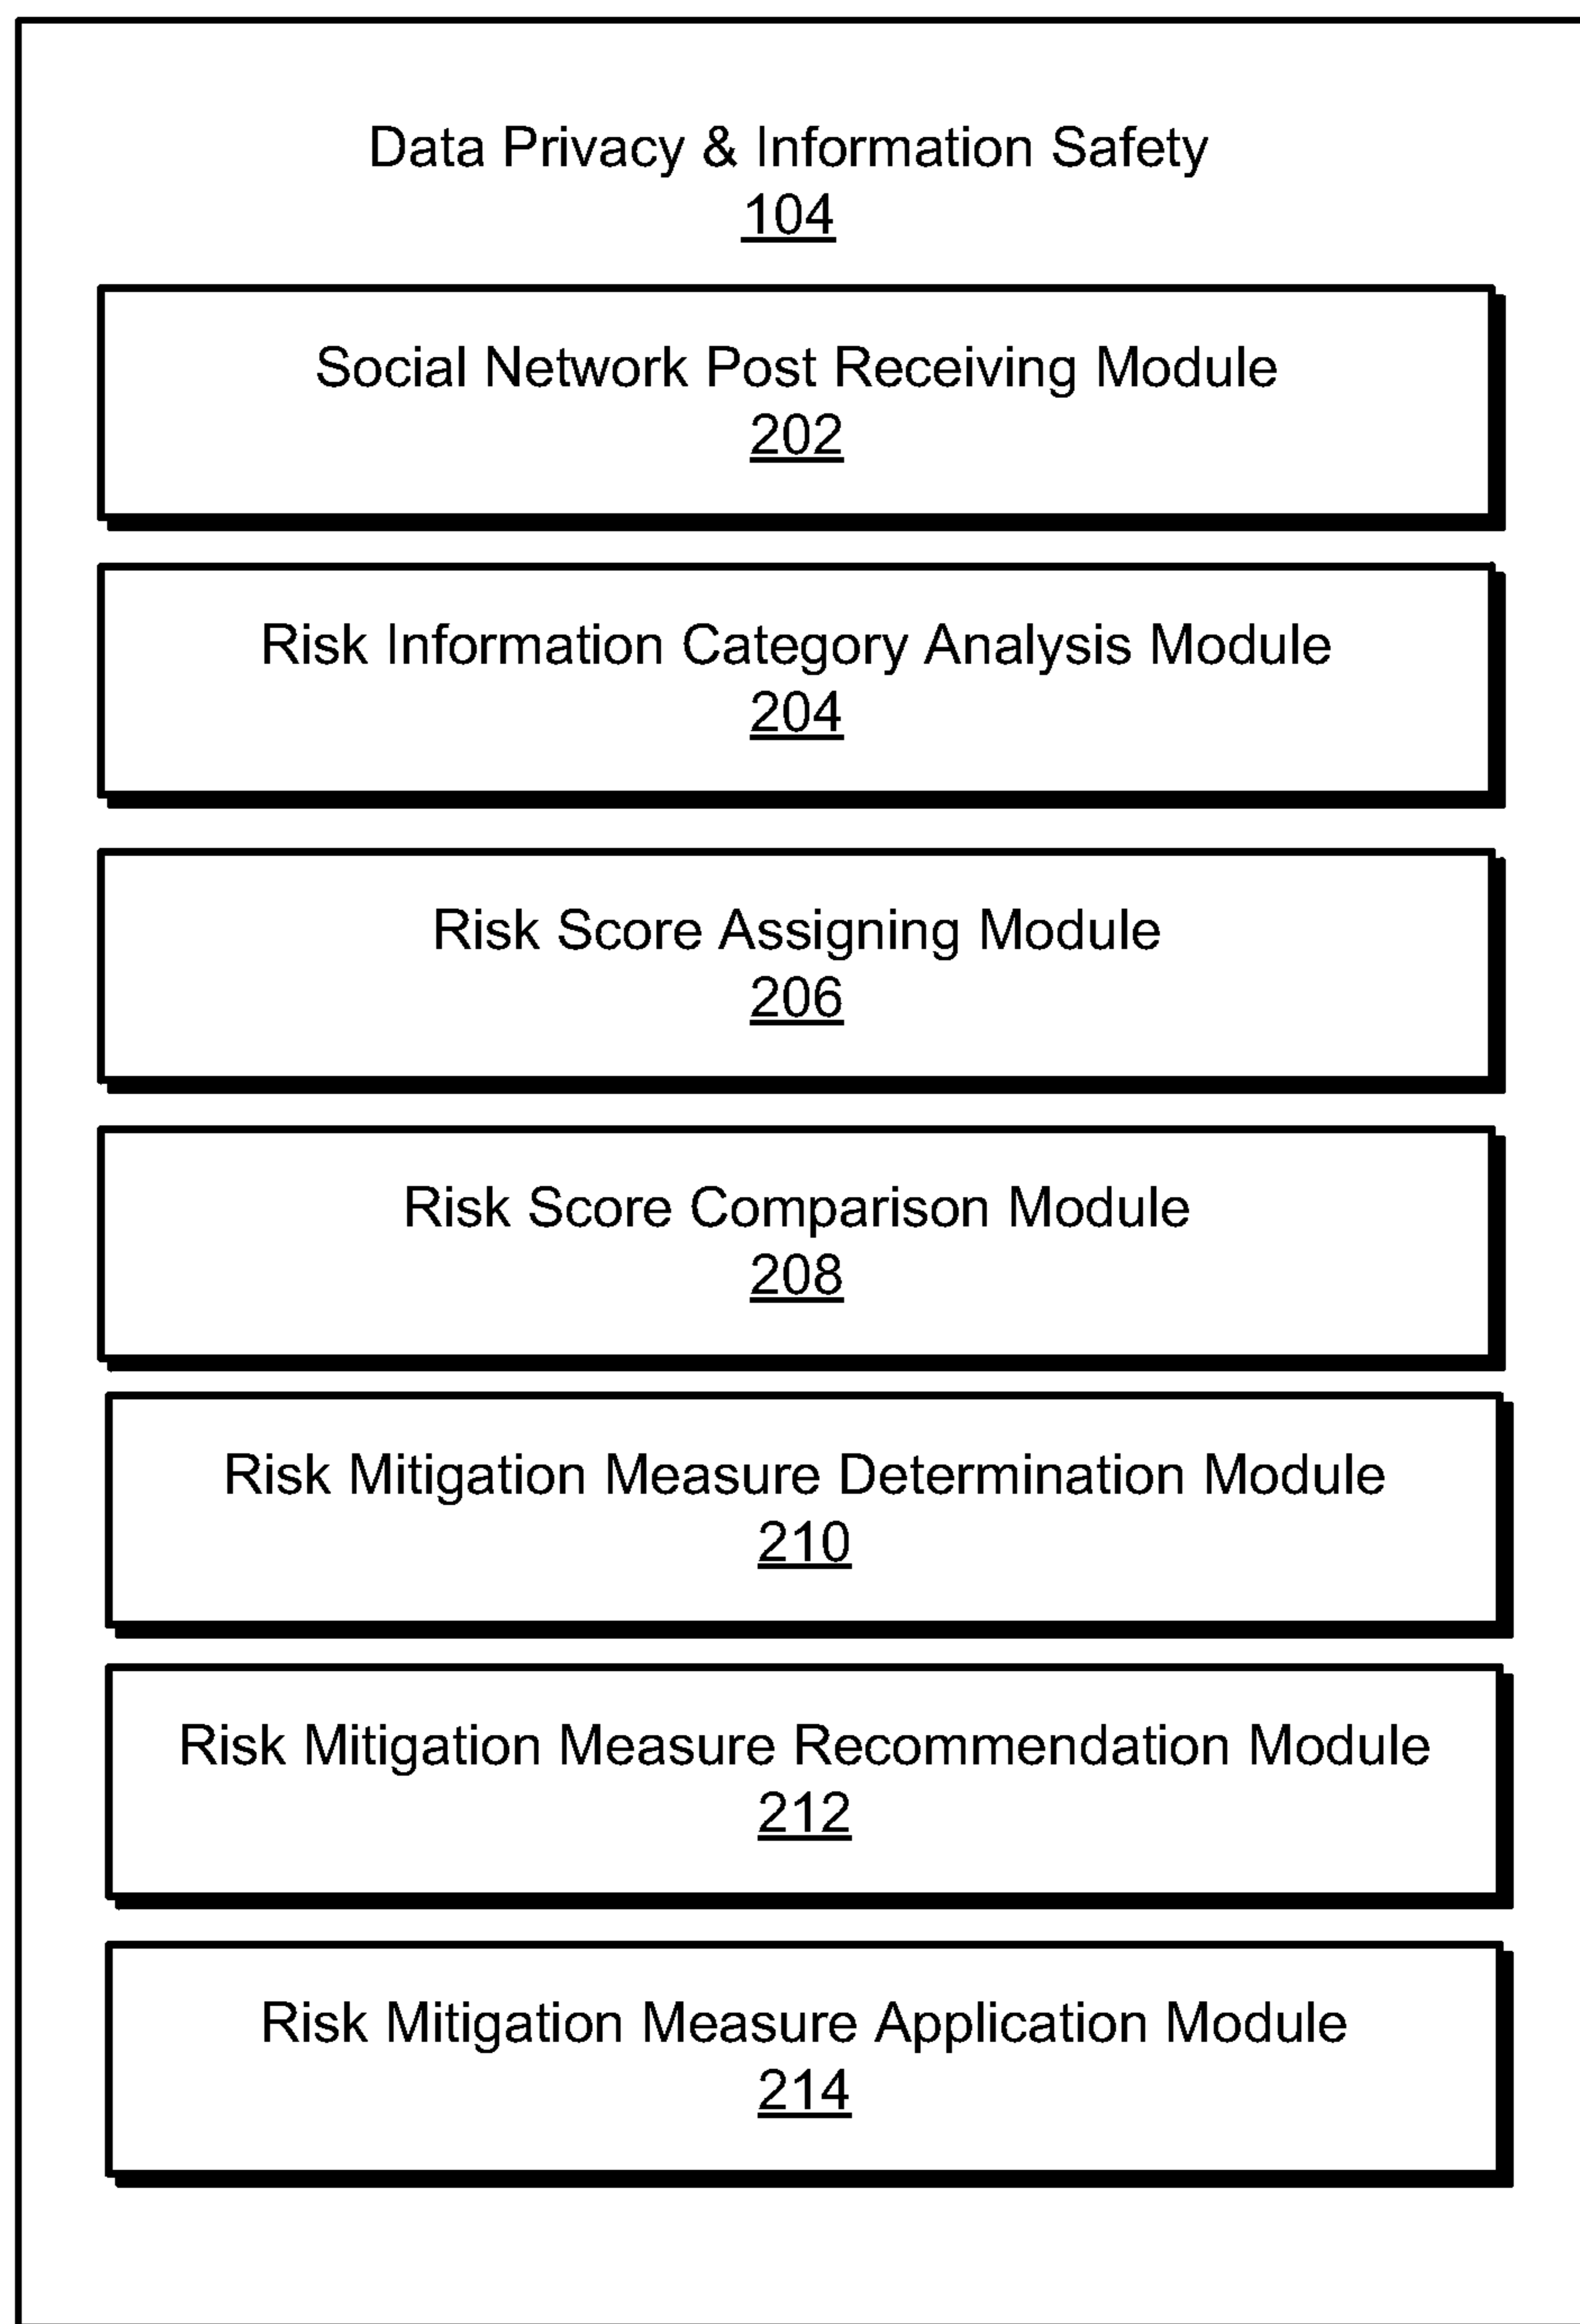 Data Privacy & Information Safety
104
Social Network Post Receiving Module
202
Risk Information Category Analysis Module
204
Risk Score Assigning Module
206
Risk Score Comparison Module
208
Risk Mitigation Measure Determination Module
210
Risk Mitigation Measure Recommendation Module
212
Risk Mitigation Measure Application Module
214